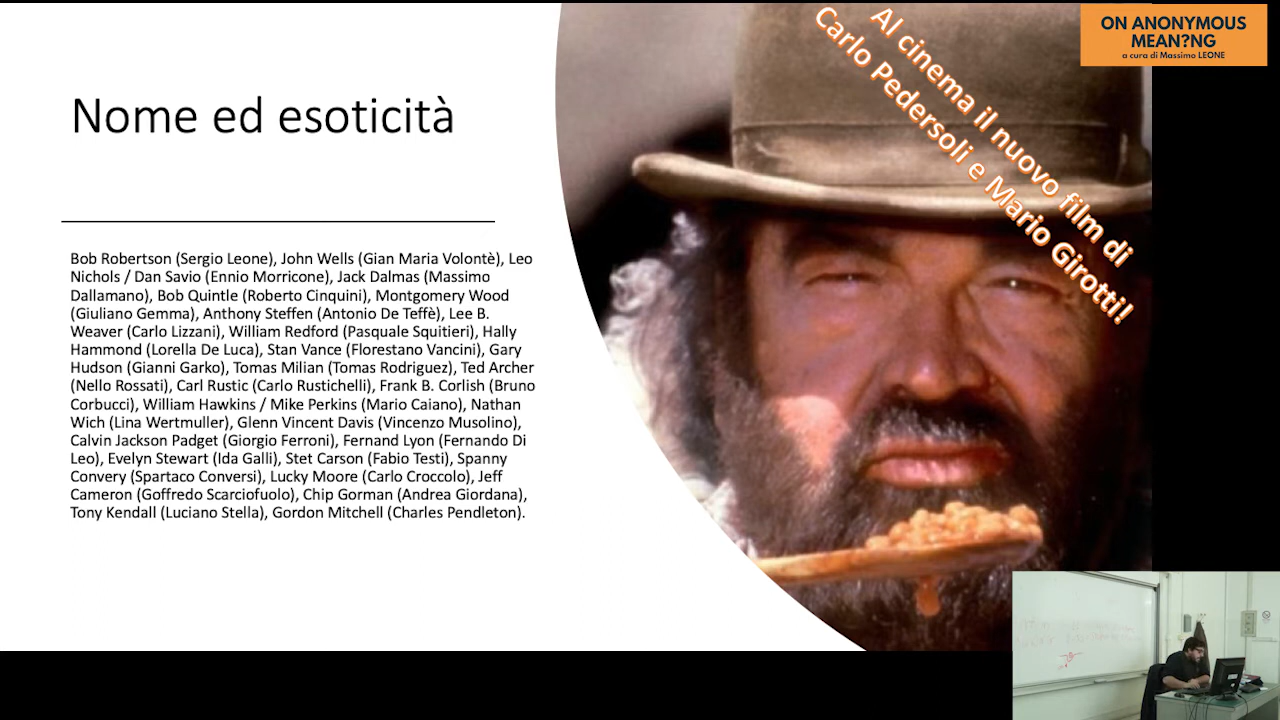 Nome ed esoticità
Bob Robertson (Sergio Leone), John Wells (Gian Maria Volontè), Leo
Nichols / Dan Savio (Ennio Morricone), Jack Dalmas (Massimo
Dallamano), Bob Quintle (Roberto Cinquini), Montgomery Wood
(Giuliano Gemma), Anthony Steffen (Antonio De Teffè), Lee B.
Weaver (Carlo Lizzani), William Redford (Pasquale Squitieri), Hally
Hammond (Lorella De Luca), Stan Vance (Florestano Vancini), Gary
Hudson (Gianni Garko), Tomas Milian (Tomas Rodriguez), Ted Archer
(Nello Rossati), Carl Rustic (Carlo Rustichelli), Frank B. Corlish (Bruno
Corbucci), William Hawkins / Mike Perkins (Mario Caiano), Nathan
Wich (Lina Wertmuller), Glenn Vincent Davis (Vincenzo Musolino),
Calvin Jackson Padget (Giorgio Ferroni), Fernand Lyon (Fernando Di
Leo), Evelyn Stewart (Ida Galli), Stet Carson (Fabio Testi), Spanny
Convery (Spartaco Conversi), Lucky Moore (Carlo Croccolo), Jeff
Cameron (Goffredo Scarciofuolo), Chip Gorman (Andrea Giordana),
Tony Kendall (Luciano Stella), Gordon Mitchell (Charles Pendleton).
Al cinema il nuovo film di
Carlo Pedersoli e Mario Girotti!
ON ANONYMOUS
MEAN?NG
a cura di Massimo LEONE